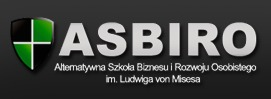 ASBIRO
Alternatywna Szkoła Biznesu i Rozwoju Osobistego
im. Ludwiga von Misesa